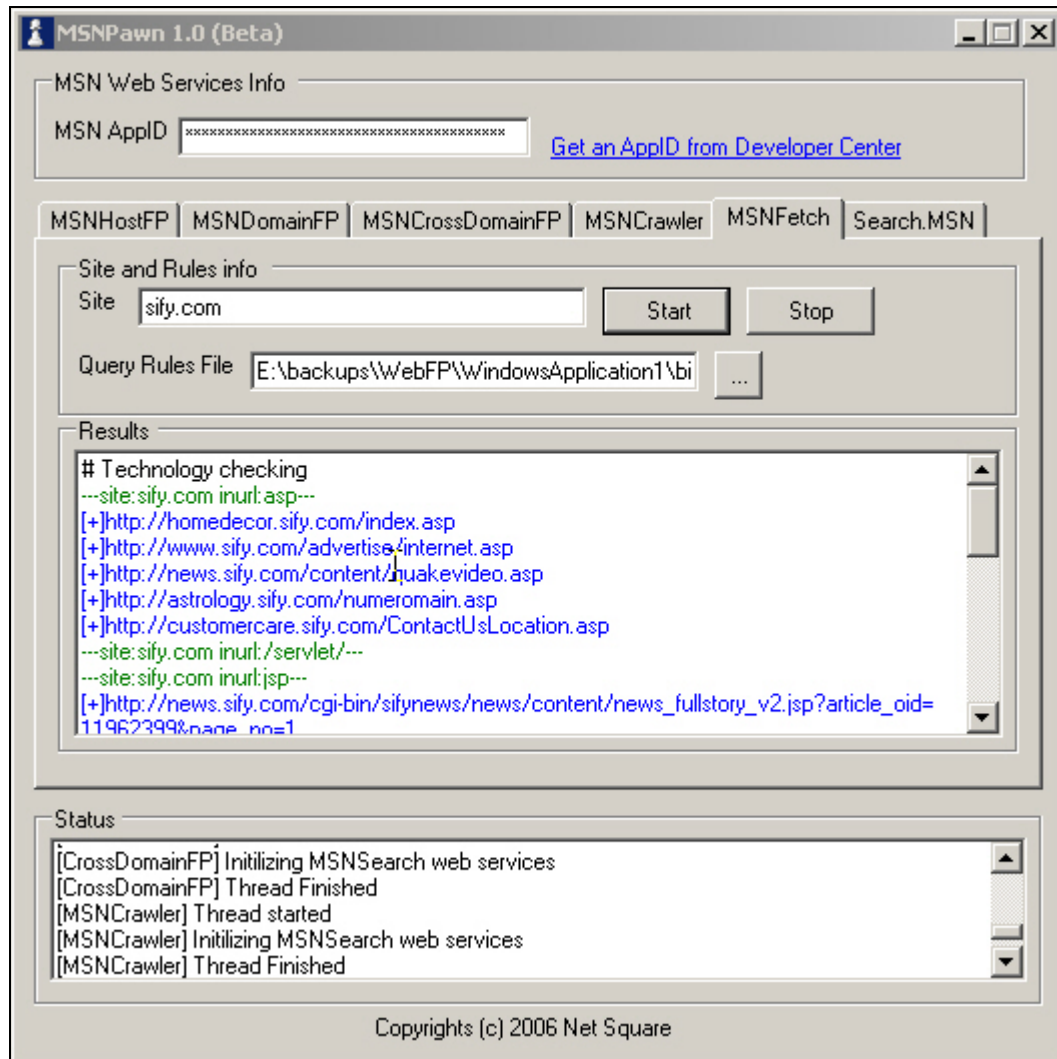 MSNPawn 1.0 (Beta)
MSN Web Services Info
MSN AppID ****************************************
Get an AppID from Developer Center
MSNHostFP MSNDomainFP MSNCrossDomainFP MSNCrawler MSNFetch Search.MSN
Site and Rules info
Site sify.com Start Stop
Query Rules File E:\backups\WebFP\WindowsApplication1\bi ...
Results
# Technology checking
---site:sify.com inurl:asp---
[+]http://homedecor.sify.com/index.asp
[+]http://www.sify.com/advertise/internet.asp
[+]http://news.sify.com/content/quakevideo.asp
[+]http://astrology.sify.com/numeromain.asp
[+]http://customercare.sify.com/ContactUsLocation.asp
---site:sify.com inurl:/servlet/---
---site:sify.com inurl:jsp---
[+]http://news.sify.com/cgi-bin/sifynews/news/content/news_fullstory_v2.jsp?article_oid=
11962399&page_no=1
Status
[CrossDomainFP] Initilizing MSNSearch web services
[CrossDomainFP] Thread Finished
[MSNCrawler] Thread started
[MSNCrawler] Initilizing MSNSearch web services
[MSNCrawler] Thread Finished
Copyrights (c) 2006 Net Square